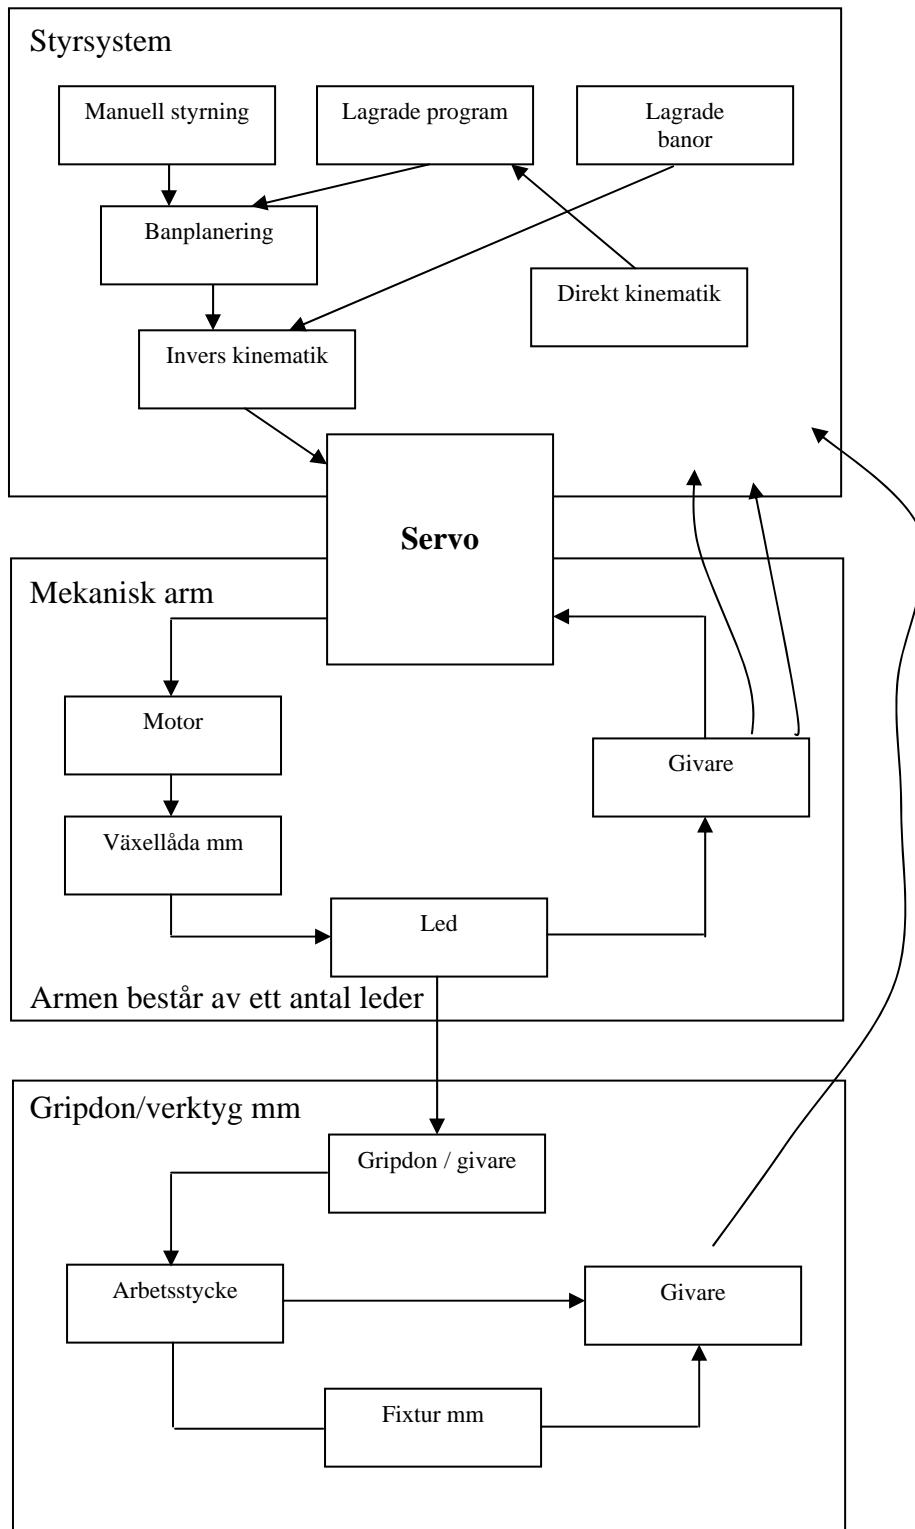 Styrsystem
Manuell styrning
Lagrade program
Lagrade
banor
Banplanering
Direkt kinematik
Invers kinematik
Servo
Mekanisk arm
Motor
Givare
Växellåda mm
Led
Armen består av ett antal leder
Gripdon/verktyg mm
Gripdon / givare
Arbetsstycke
Givare
Fixtur mm